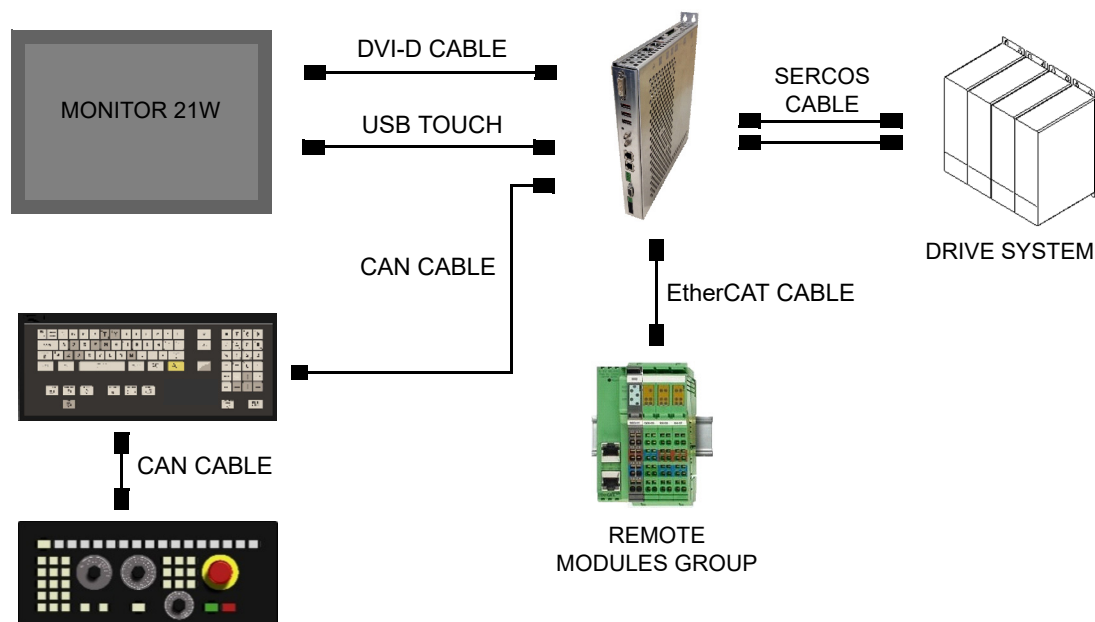 MONITOR 21W
DVI-D CABLE
USB TOUCH
SERCOS
CABLE
DRIVE SYSTEM
CAN CABLE
EtherCAT CABLE
CAN CABLE
REMOTE
MODULES GROUP